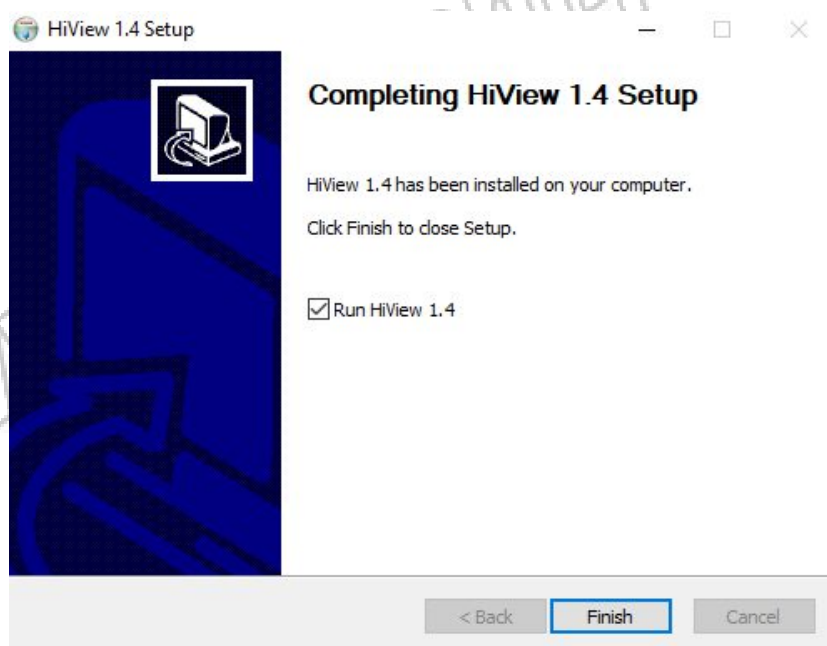 HiView 1.4 Setup
Completing HiView 1.4 Setup
HiView 1.4 has been installed on your computer.
Click Finish to close Setup.
Run HiView 1.4
< Back
Finish
Cancel